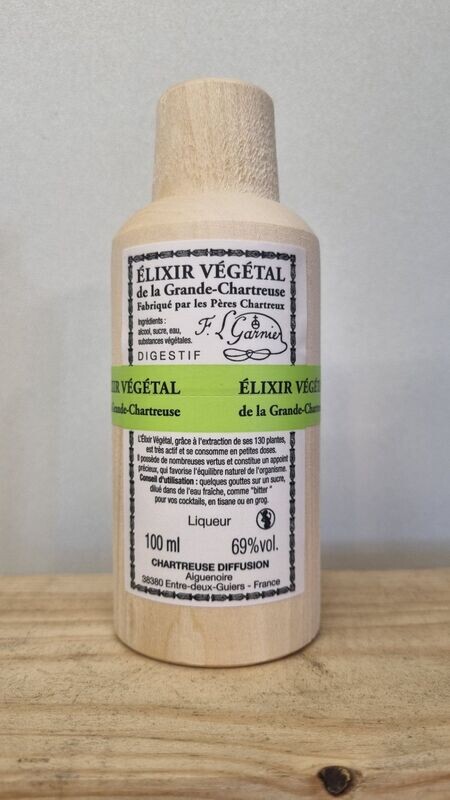 ÉLIXIR VÉGÉTAL
de la Grande-Chartreuse
Fabriqué par les Pères Chartreux
Ingrédients :
alcool, sucre, eau,
substances végétales.
F. L. Garnier
DIGESTIF
XIR VÉGÉTAL ÉLIXIR VÉGÉT
Grande-Chartreuse de la Grande-Chartr
L'Élixir Végétal, grâce à l'extraction de ses 130 plantes,
est très actif et se consomme en petites doses.
Il possède de nombreuses vertus et constitue un appoint
précieux, qui favorise l'équilibre naturel de l'organisme.
Conseil d'utilisation : quelques gouttes sur un sucre,
dilué dans de l'eau fraîche, comme "bitter"
pour vos cocktails, en tisane ou en grog.
Liqueur
100 ml 69%vol.
CHARTREUSE DIFFUSION
Aiguenoire
38380 Entre-deux-Guiers - France